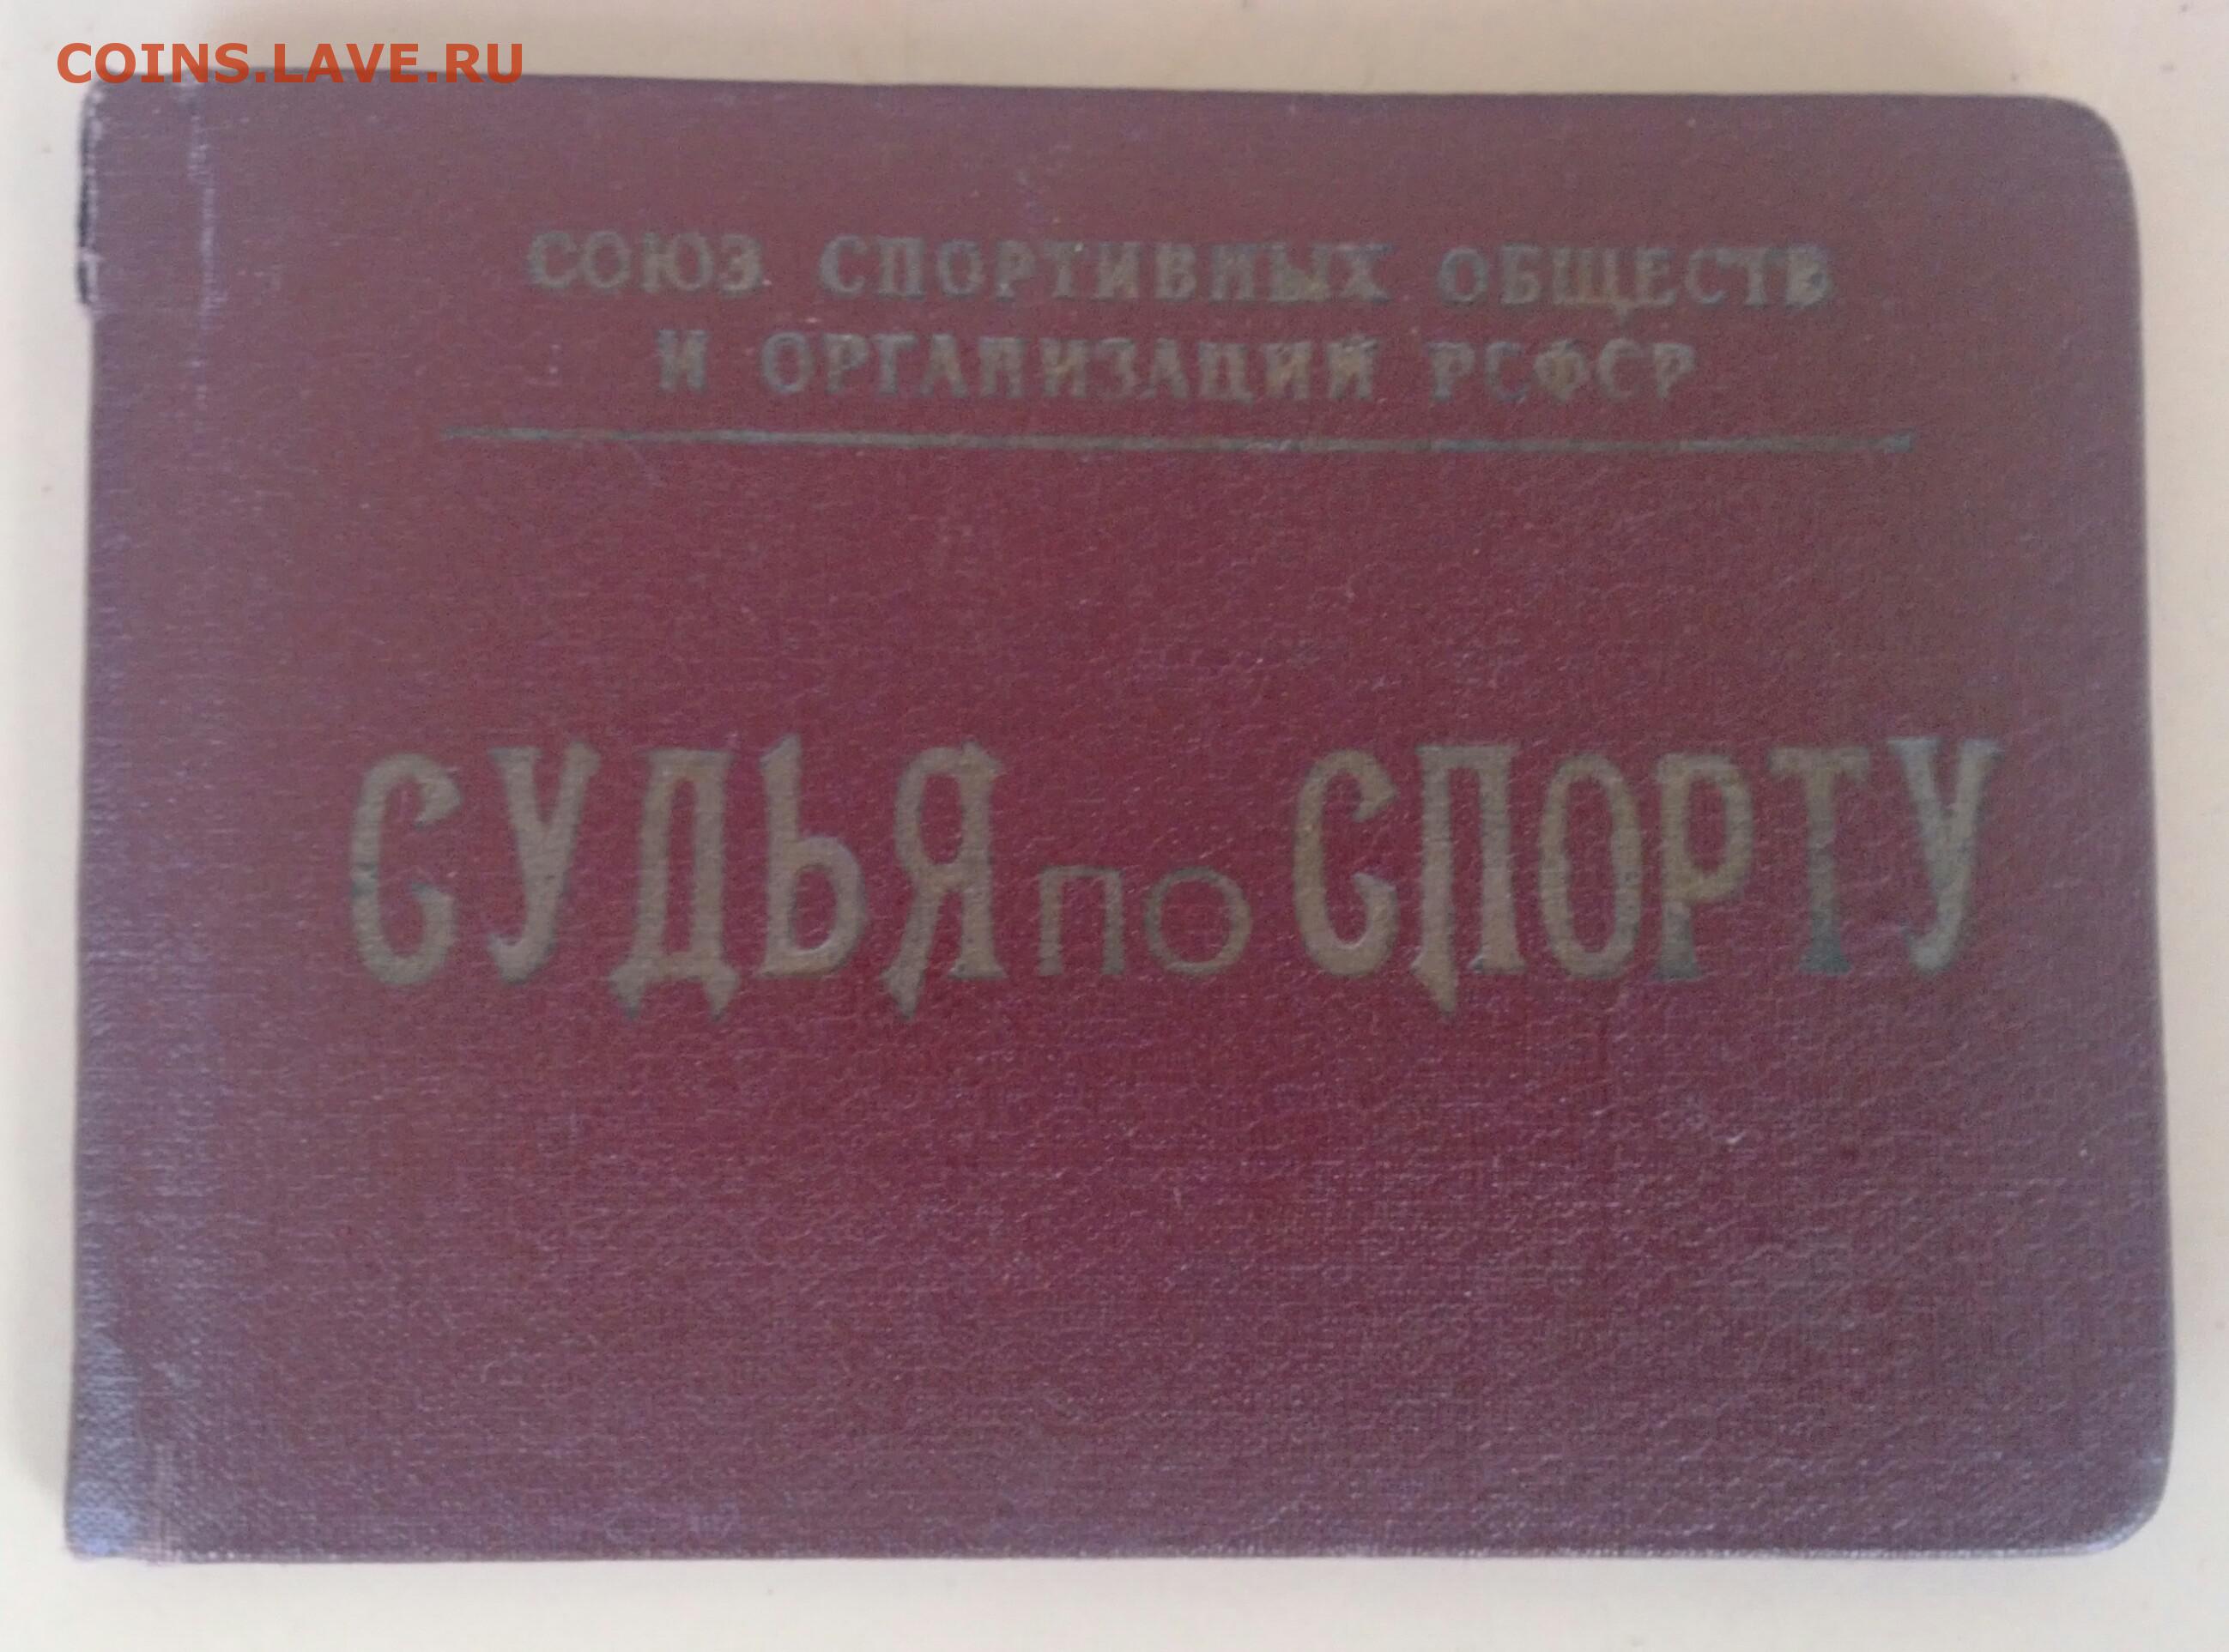 COINS.LAVE.RU
СОЮЗ СПОРТИВНЫХ ОБЩЕСТВ
И ОРГАНИЗАЦИЙ РСФСР
СУДЬЯ ПО СПОРТУ